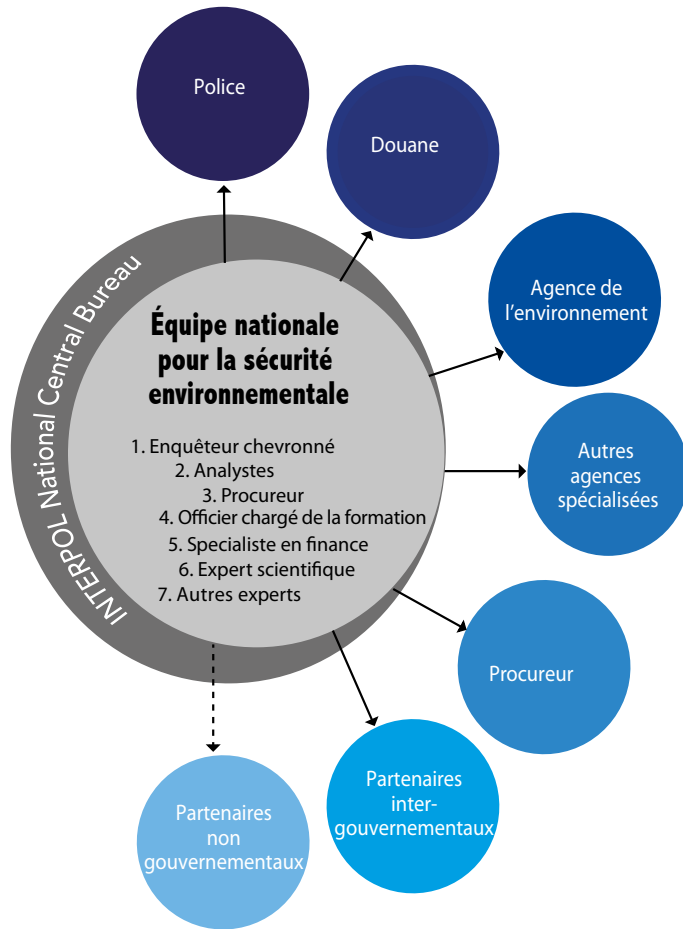 Police
Douane
Agence de
l'environnement
Autres
agences
spécialisées
Procureur
Partenaires
inter-
gouvernementaux
Partenaires
non
gouvernementaux
INTERPOL National Central Bureau
Équipe nationale
pour la sécurité
environnementale
1. Enquêteur chevronné
2. Analystes
3. Procureur
4. Officier chargé de la formation
5. Specialiste en finance
6. Expert scientifique
7. Autres experts